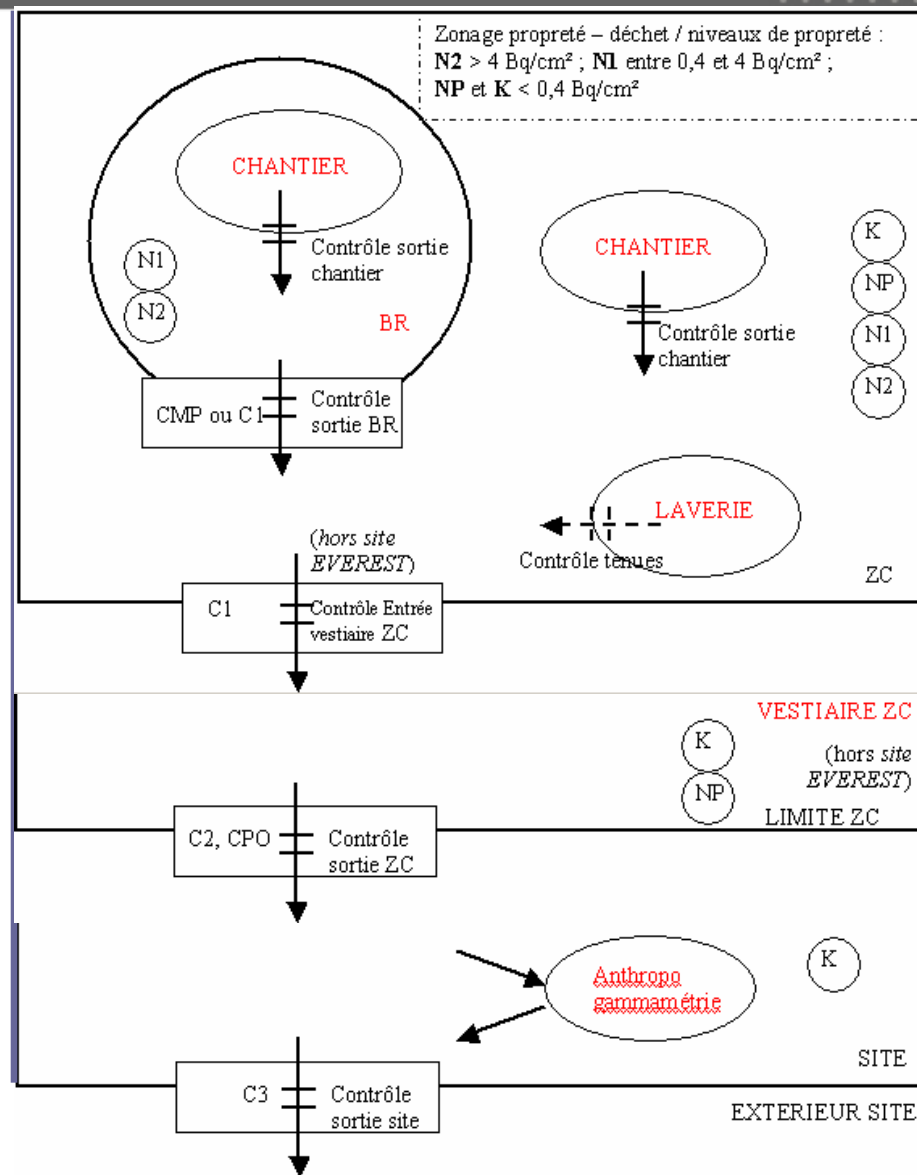 Zonage propreté – déchet / niveaux de propreté :
N2 > 4 Bq/cm² ; N1 entre 0,4 et 4 Bq/cm² ;
NP et K < 0,4 Bq/cm²
CHANTIER
Contrôle sortie
chantier
N1
N2
BR
CMP ou C1
Contrôle
sortie BR
CHANTIER
Contrôle sortie
chantier
K
NP
N1
N2
LAVERIE
Contrôle tenues
ZC
(hors site
EVEREST)
C1
Contrôle Entrée
vestiaire ZC
VESTIAIRE ZC
K
NP
(hors site
EVEREST)
LIMITE ZC
C2, CPO
Contrôle
sortie ZC
Anthropo
gammamétrie
K
SITE
C3
Contrôle
sortie site
EXTERIEUR SITE